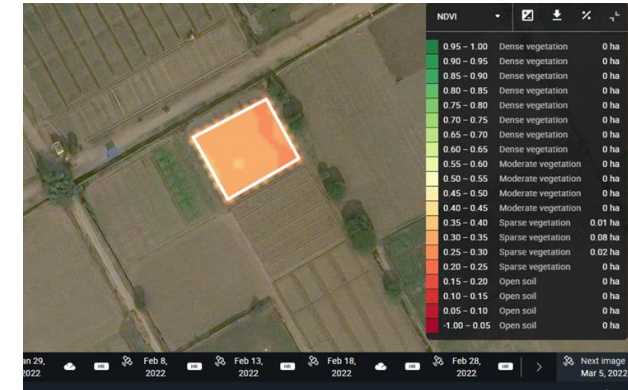 NDVI
0.95 – 1.00 Dense vegetation 0 ha
0.90 – 0.95 Dense vegetation 0 ha
0.85 – 0.90 Dense vegetation 0 ha
0.80 – 0.85 Dense vegetation 0 ha
0.75 – 0.80 Dense vegetation 0 ha
0.70 – 0.75 Dense vegetation 0 ha
0.65 – 0.70 Dense vegetation 0 ha
0.60 – 0.65 Dense vegetation 0 ha
0.55 – 0.60 Moderate vegetation 0 ha
0.50 – 0.55 Moderate vegetation 0 ha
0.45 – 0.50 Moderate vegetation 0 ha
0.40 – 0.45 Moderate vegetation 0 ha
0.35 – 0.40 Sparse vegetation 0.01 ha
0.30 – 0.35 Sparse vegetation 0.08 ha
0.25 – 0.30 Sparse vegetation 0.02 ha
0.20 – 0.25 Sparse vegetation 0 ha
0.15 – 0.20 Open soil 0 ha
0.10 – 0.15 Open soil 0 ha
0.05 – 0.10 Open soil 0 ha
-1.00 – 0.05 Open soil 0 ha
an 29, HR Feb 8, HR Feb 13, HR Feb 18, HR Feb 28, HR Next image
2022 2022 2022 2022 2022 Mar 5, 2022